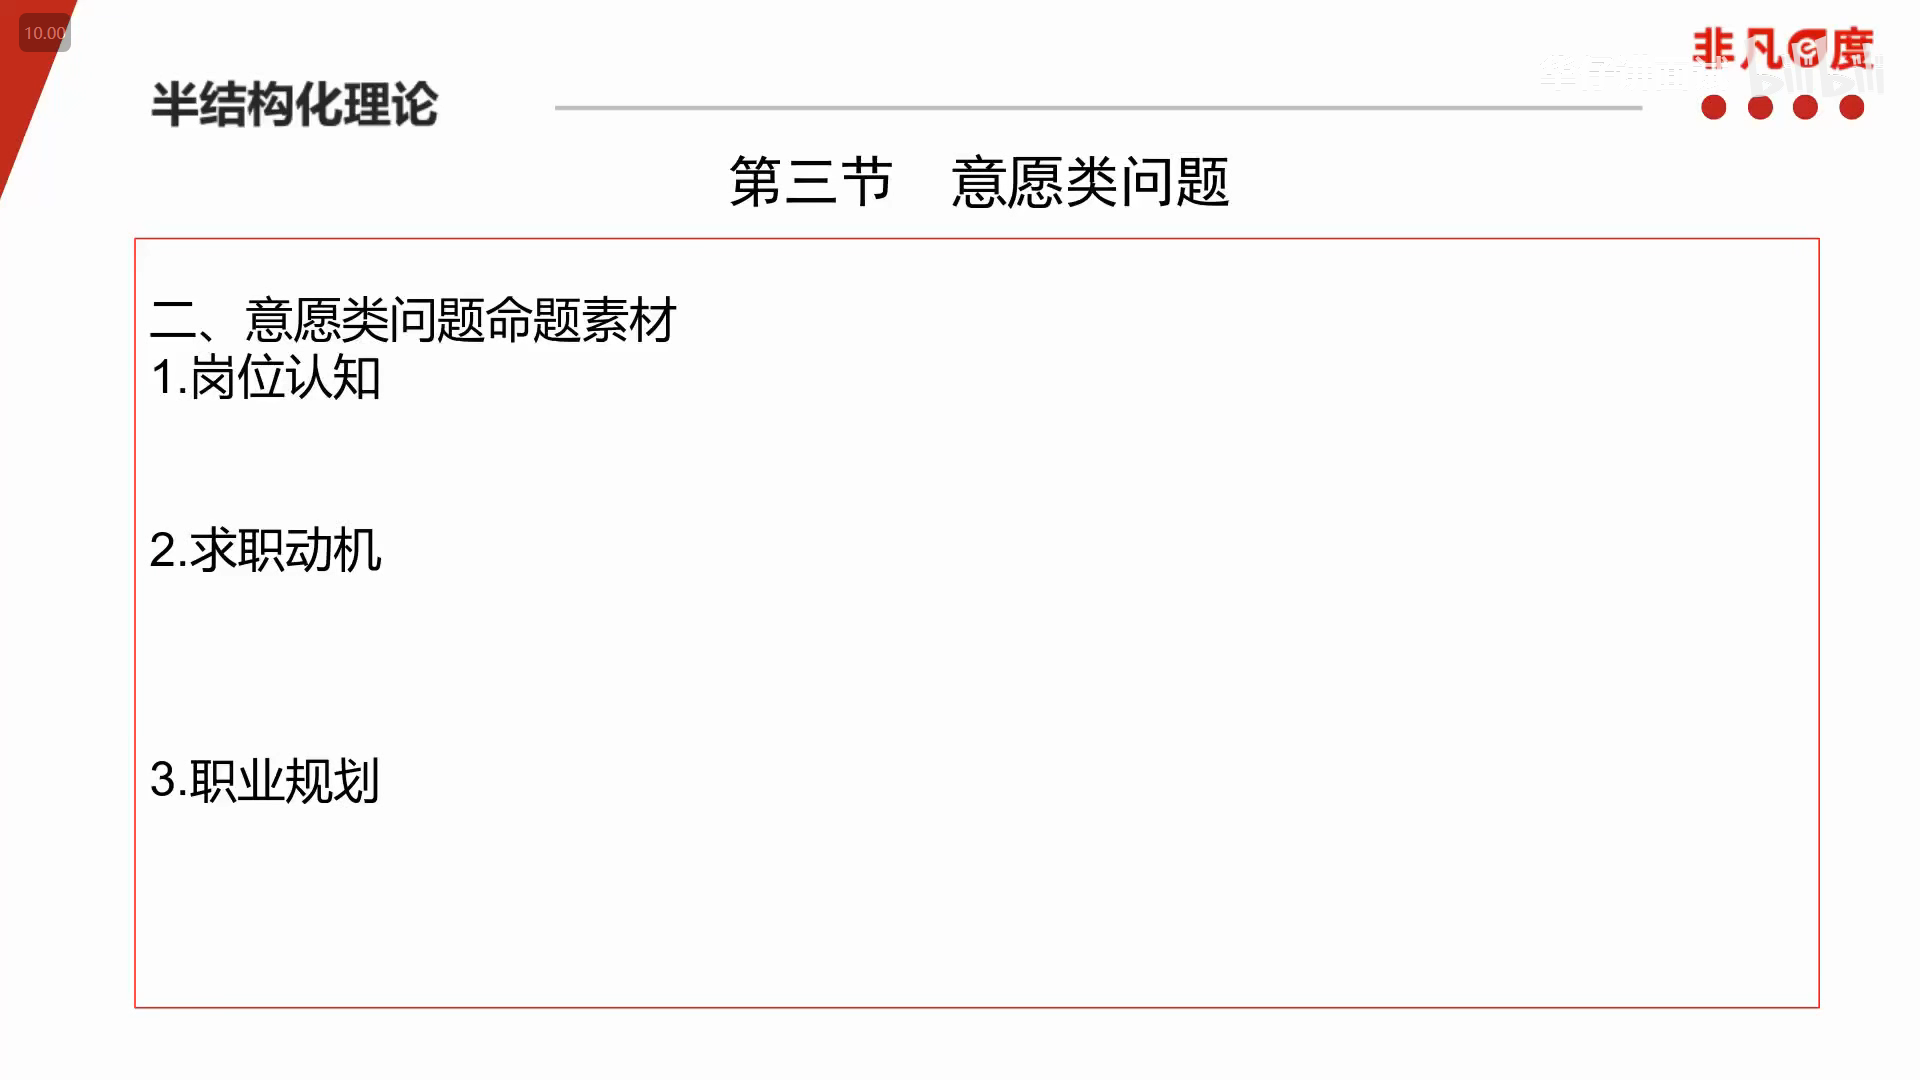 10.00
非凡e度
半结构化理论
第三节 意愿类问题
二、意愿类问题命题素材
1.岗位认知
2.求职动机
3.职业规划